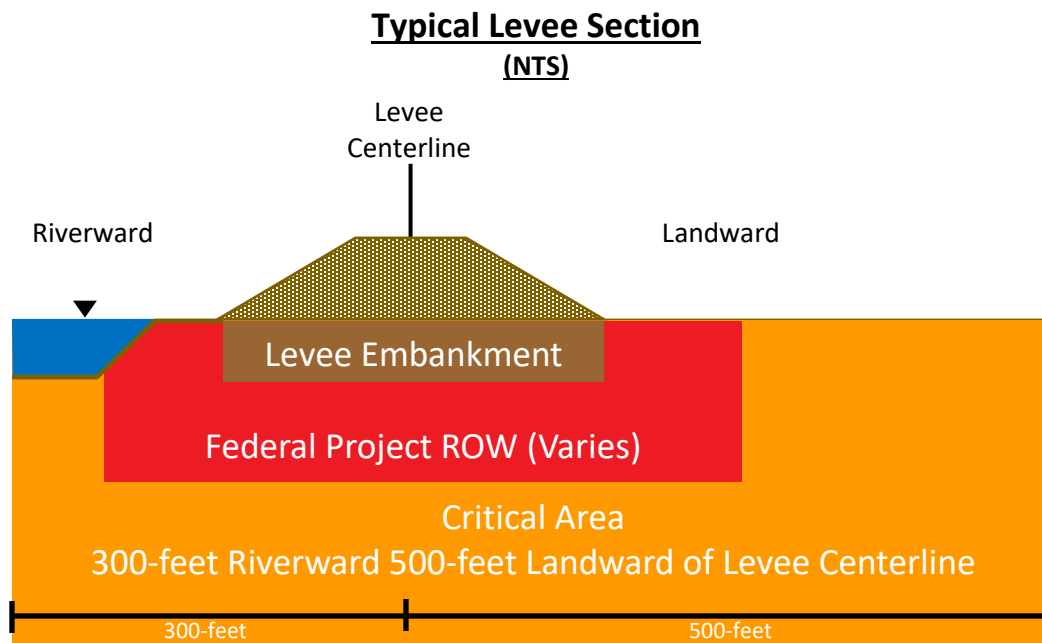 Typical Levee Section
(NTS)
Levee
Centerline
Riverward
Landward
Levee Embankment
Federal Project ROW (Varies)
Critical Area
300-feet Riverward 500-feet Landward of Levee Centerline
300-feet
500-feet